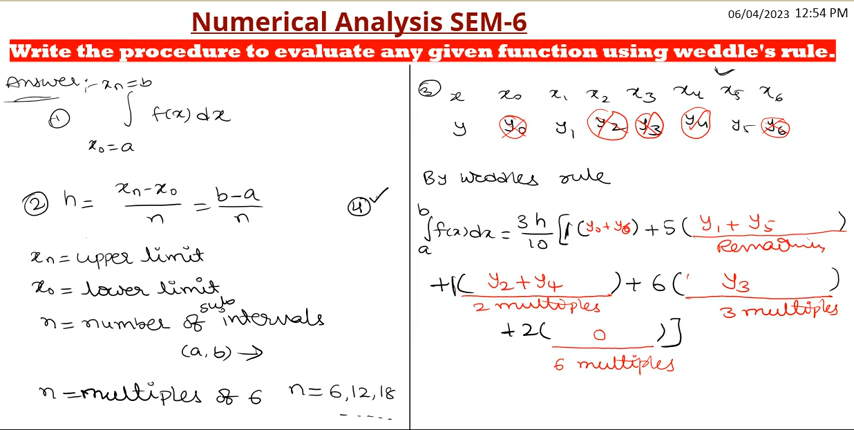 Numerical Analysis SEM-6
06/04/2023 12:54 PM
Write the procedure to evaluate any given function using weddle's rule.
Answer:-
① ∫ f(x) dx
xn=b
x0=a
② h= xn-x0/n = b-a/n
xn=upper limit
x0=lower limit
n=number of sub intervals
(a,b)→
n=multiples of 6 n=6,12,18
-----
③ x x0 x1 x2 x3 x4 x5 x6
y y0 y1 y2 y3 y4 y5 y6
By weddles rule
④ ✓
b∫a f(x)dx = 3h/10 [1(y0+y6)+5(y1+y5)
Remaining
+1(y2+y4)+6(y3)
2 multiples 3 multiples
+2(0)]
6 multiples